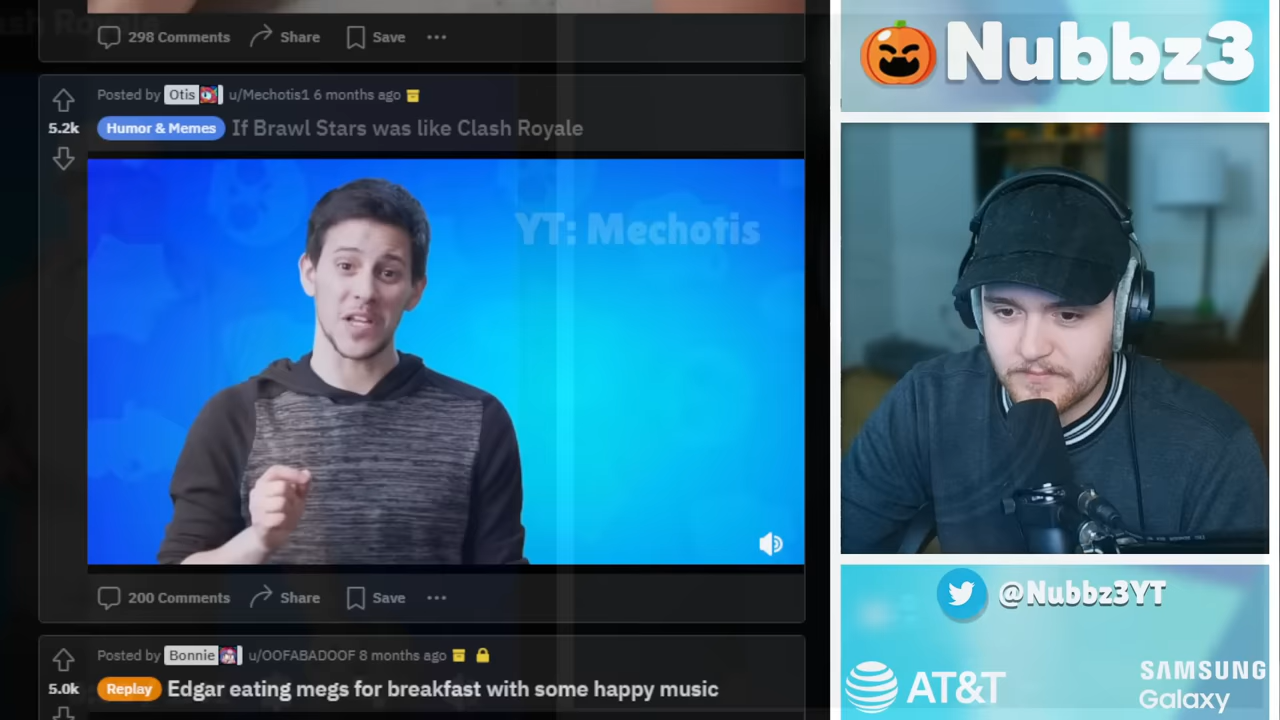 298 Comments Share Save
Posted by Otis u/Mechotis1 6 months ago
5.2k
Humor & Memes If Brawl Stars was like Clash Royale
YT: Mechotis
200 Comments Share Save
Posted by Bonnie u/OOFABADOOF 8 months ago
5.0k
Replay Edgar eating megs for breakfast with some happy music
Nubbz3
@Nubbz3YT
AT&T
SAMSUNG
Galaxy